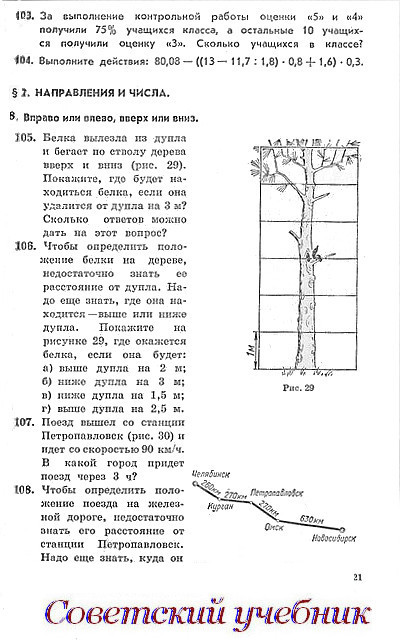 103. За выполнение контрольной работы оценки «5» и «4»
получили 75% учащихся класса, а остальные 10 учащих-
ся получили оценку «3». Сколько учащихся в классе?
104. Выполните действия: 80,08 — ((13 — 11,7 : 1,8) · 0,8 + 1,6) · 0,3.
§ 2. НАПРАВЛЕНИЯ И ЧИСЛА.
8. Вправо или влево, вверх или вниз.
105. Белка вылезла из дупла
и бегает по стволу дерева
вверх и вниз (рис. 29).
Покажите, где будет на-
ходиться белка, если она
удалится от дупла на 3 м?
Сколько ответов можно
дать на этот вопрос?
106. Чтобы определить поло-
жение белки на дереве,
недостаточно знать ее
расстояние от дупла. На-
до еще знать, где она на-
ходится — выше или ниже
дупла. Покажите на
рисунке 29, где окажется
белка, если она будет:
а) выше дупла на 2 м;
б) ниже дупла на 3 м;
в) ниже дупла на 1,5 м;
г) выше дупла на 2,5 м.
1м
Рис. 29
107. Поезд вышел со станции
Петропавловск (рис. 30) и
идет со скоростью 90 км/ч.
В какой город придет
поезд через 3 ч?
108. Чтобы определить поло-
жение поезда на желез-
ной дороге, недостаточно
знать его расстояние от
станции Петропавловск.
Надо еще знать, куда он
Челябинск
260км
Курган
270км
Петропавловск
270км
Омск
630км
Новосибирск
21
Советский учебник